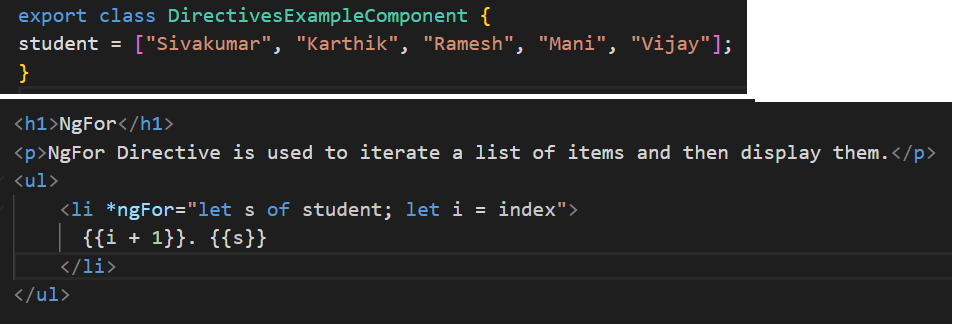 export class DirectivesExampleComponent {
student = ["Sivakumar", "Karthik", "Ramesh", "Mani", "Vijay"];
}
<h1>NgFor</h1>
<p>NgFor Directive is used to iterate a list of items and then display them.</p>
<ul>
    <li *ngFor="let s of student; let i = index">
      {{i + 1}}. {{s}}
    </li>
</ul>